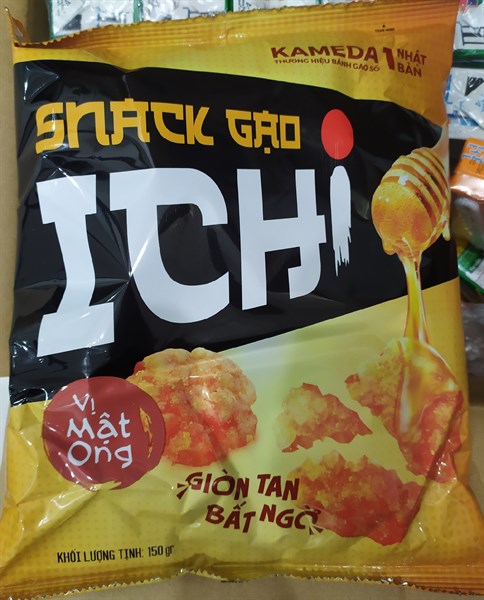 KAMEDA
THƯƠNG HIỆU BÁNH GẠO SỐ 1 NHẬT BẢN
SNACK GẠO
ICHi
Vị
Mật
Ong
GIÒN TAN
BẤT NGỜ
KHỐI LƯỢNG TỊNH: 150 gr